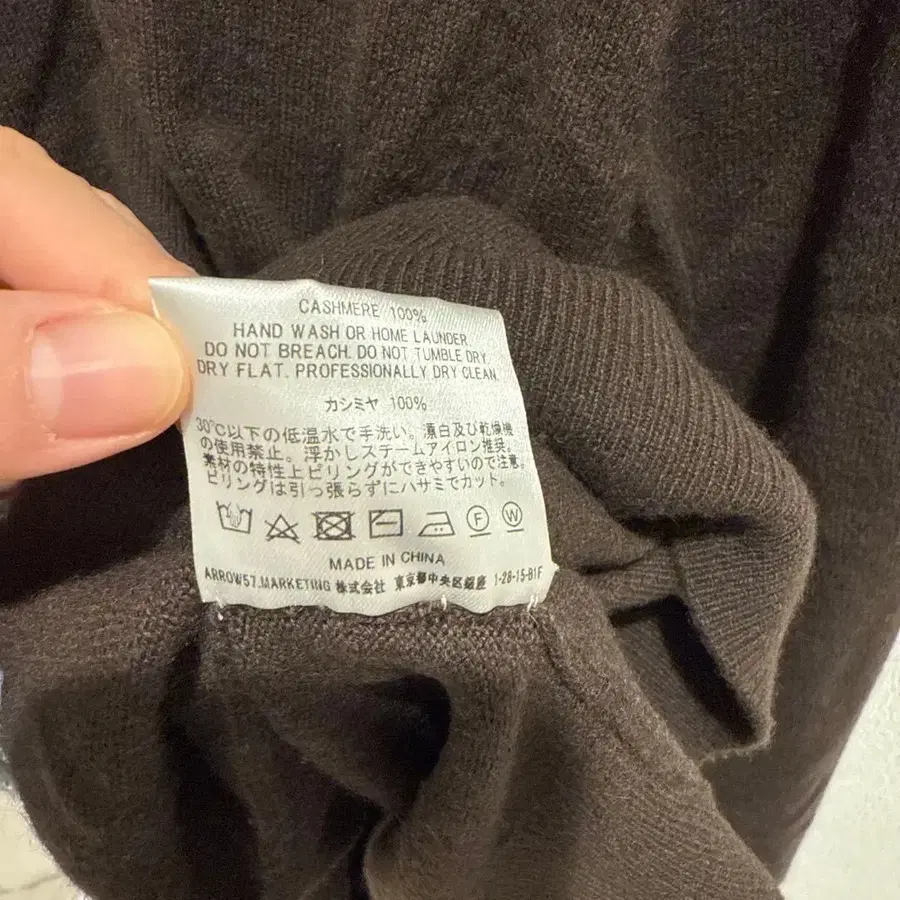 CASHMERE 100%
HAND WASH OR HOME LAUNDER
DO NOT BREACH. DO NOT TUMBLE DRY.
DRY FLAT. PROFESSIONALLY DRY CLEAN.
カシミヤ 100%
30℃以下の低温水で手洗い。漂白及び乾燥機
の使用禁止。浮かしスチームアイロン推奨。
素材の特性上ピリングができやすいので注意。
ピリングは引っ張らずにハサミでカット。
F W
MADE IN CHINA
ARROW57.MARKETING 株式会社 東京都中央区銀座 1-28-15-B1F